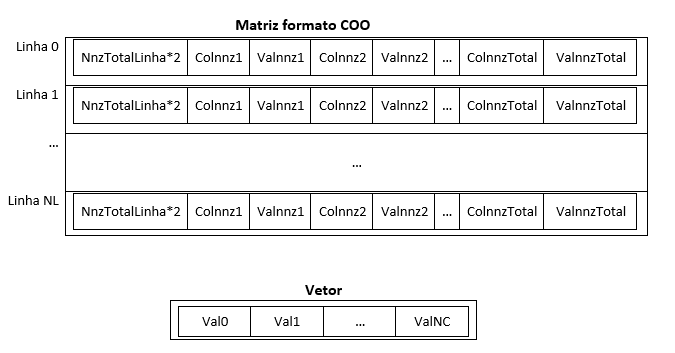 Matriz formato COO
Linha 0 NnzTotalLinha*2 Colnnz1 Valnnz1 Colnnz2 Valnnz2 ... ColnnzTotal ValnnzTotal
Linha 1 NnzTotalLinha*2 Colnnz1 Valnnz1 Colnnz2 Valnnz2 ... ColnnzTotal ValnnzTotal
...
...
Linha NL NnzTotalLinha*2 Colnnz1 Valnnz1 Colnnz2 Valnnz2 ... ColnnzTotal ValnnzTotal
Vetor
Val0 Val1 ... ValNC